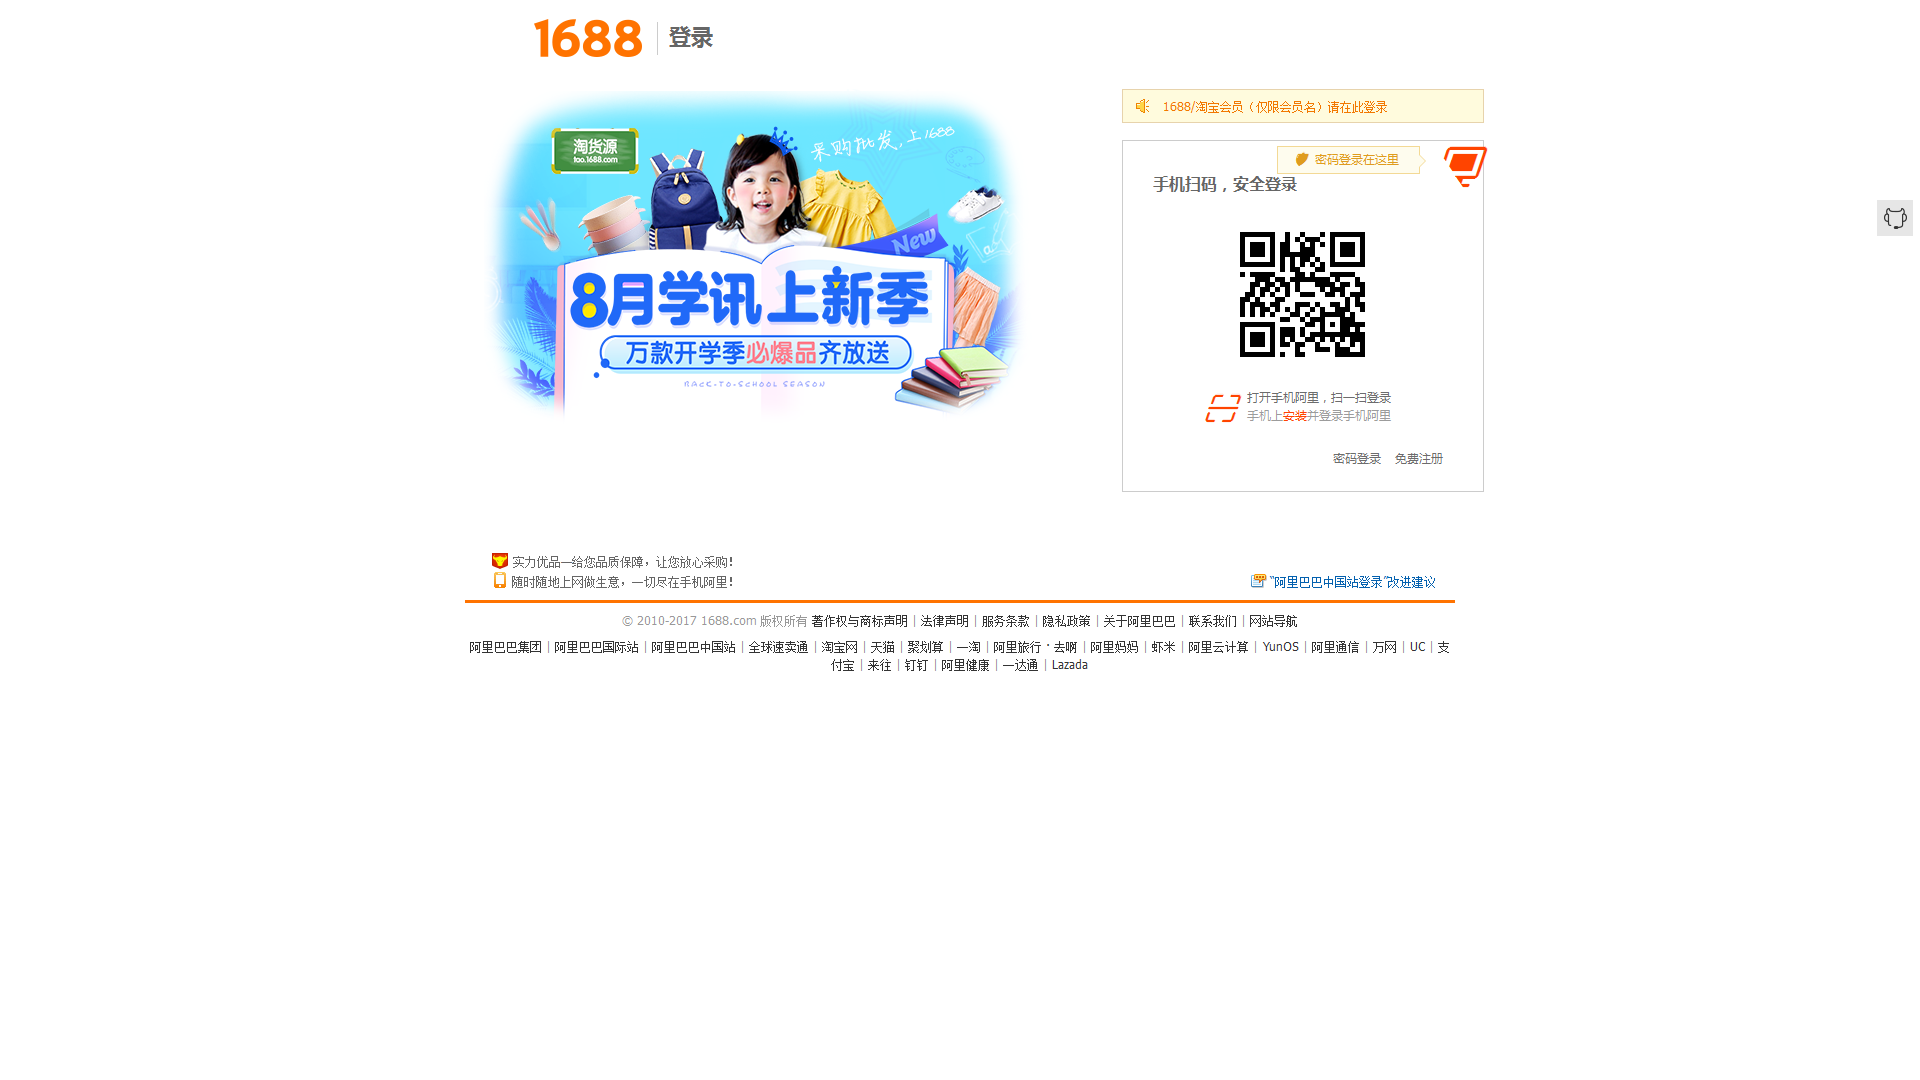 1688 登录
1688/淘宝会员（仅限会员名）请在此登录
淘货源
tao.1688.com
采购批发,上1688
New
8月学讯上新季
万款开学季必爆品齐放送
BACK-TO-SCHOOL SEASON
密码登录在这里
手机扫码，安全登录
打开手机阿里，扫一扫登录
手机上安装并登录手机阿里
密码登录 免费注册
实力优品—给您品质保障，让您放心采购!
随时随地上网做生意，一切尽在手机阿里!
“阿里巴巴中国站登录”改进建议
© 2010-2017 1688.com 版权所有 著作权与商标声明 | 法律声明 | 服务条款 | 隐私政策 | 关于阿里巴巴 | 联系我们 | 网站导航
阿里巴巴集团 | 阿里巴巴国际站 | 阿里巴巴中国站 | 全球速卖通 | 淘宝网 | 天猫 | 聚划算 | 一淘 | 阿里旅行 · 去啊 | 阿里妈妈 | 虾米 | 阿里云计算 | YunOS | 阿里通信 | 万网 | UC | 支
付宝 | 来往 | 钉钉 | 阿里健康 | 一达通 | Lazada